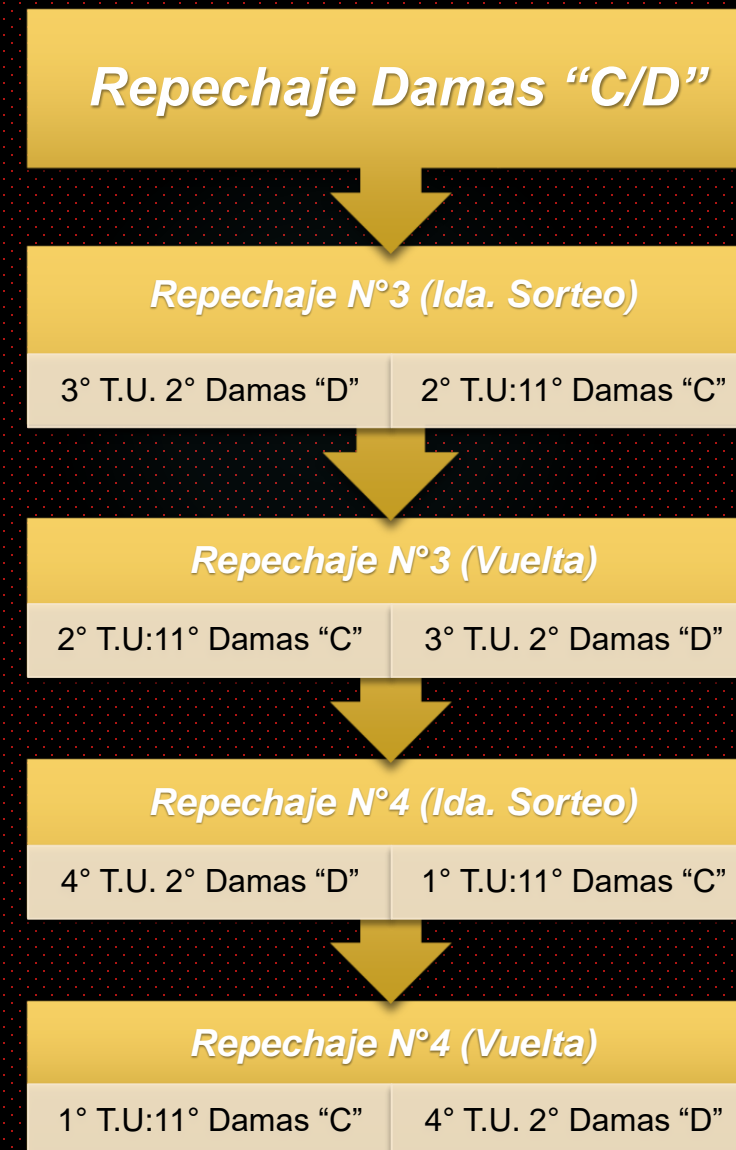 Repechaje Damas “C/D”
Repechaje N°3 (Ida. Sorteo)
3° T.U. 2° Damas “D” 2° T.U:11° Damas “C”
Repechaje N°3 (Vuelta)
2° T.U:11° Damas “C” 3° T.U. 2° Damas “D”
Repechaje N°4 (Ida. Sorteo)
4° T.U. 2° Damas “D” 1° T.U:11° Damas “C”
Repechaje N°4 (Vuelta)
1° T.U:11° Damas “C” 4° T.U. 2° Damas “D”